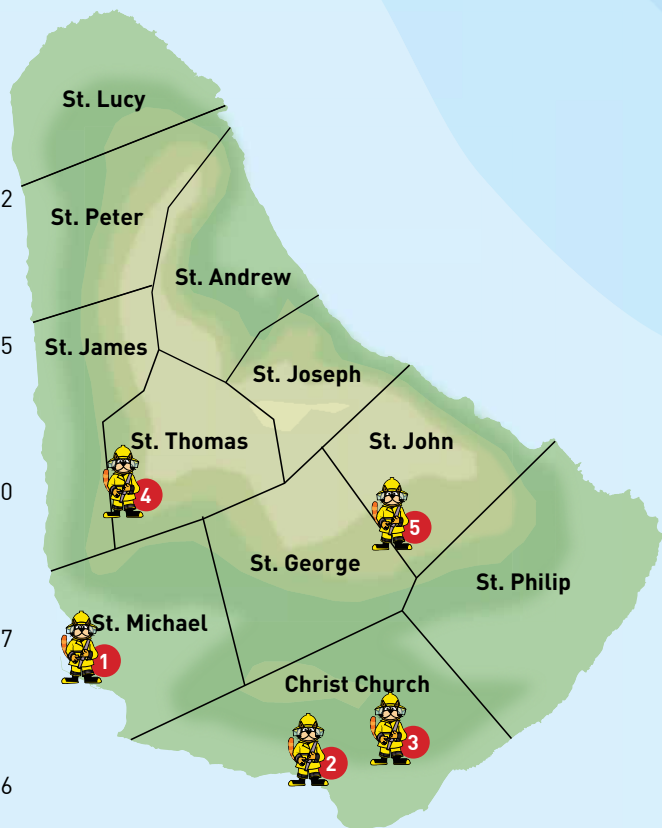 St. Lucy
2
St. Peter
St. Andrew
5
St. James
St. Joseph
St. Thomas
St. John
0
4
5
St. George
St. Philip
St. Michael
7
1
Christ Church
3
2
6